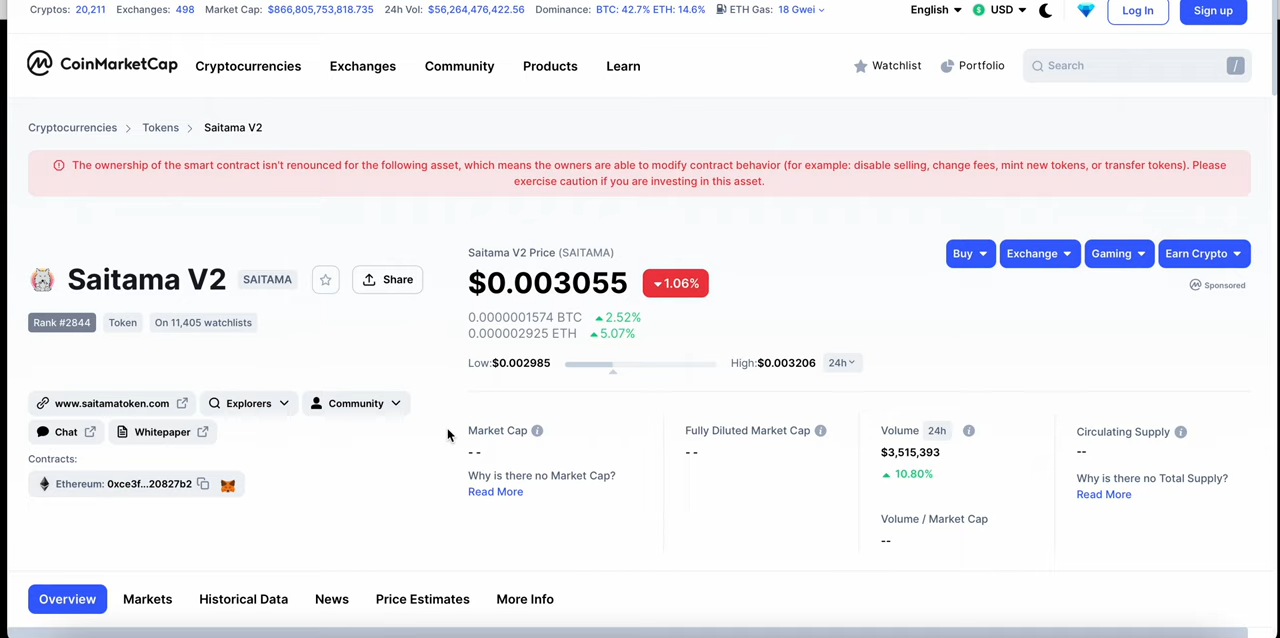 Cryptos: 20,211 Exchanges: 498 Market Cap: $866,805,753,818.735 24h Vol: $56,264,476,422.56 Dominance: BTC: 42.7% ETH: 14.6% ETH Gas: 18 Gwei English USD Log In Sign up
CoinMarketCap Cryptocurrencies Exchanges Community Products Learn Watchlist Portfolio Search /
Cryptocurrencies > Tokens > Saitama V2
The ownership of the smart contract isn't renounced for the following asset, which means the owners are able to modify contract behavior (for example: disable selling, change fees, mint new tokens, or transfer tokens). Please
exercise caution if you are investing in this asset.
Saitama V2 SAITAMA Share
Rank #2844 Token On 11,405 watchlists
www.saitamatoken.com Explorers Community
Chat Whitepaper
Contracts:
Ethereum: 0xce3f...20827b2
Saitama V2 Price (SAITAMA)
$0.003055 1.06%
0.0000001574 BTC 2.52%
0.000002925 ETH 5.07%
Low:$0.002985 High:$0.003206 24h
Buy Exchange Gaming Earn Crypto
Sponsored
Market Cap
- -
Why is there no Market Cap?
Read More
Fully Diluted Market Cap
- -
Volume 24h
$3,515,393
10.80%
Volume / Market Cap
--
Circulating Supply
--
Why is there no Total Supply?
Read More
Overview Markets Historical Data News Price Estimates More Info